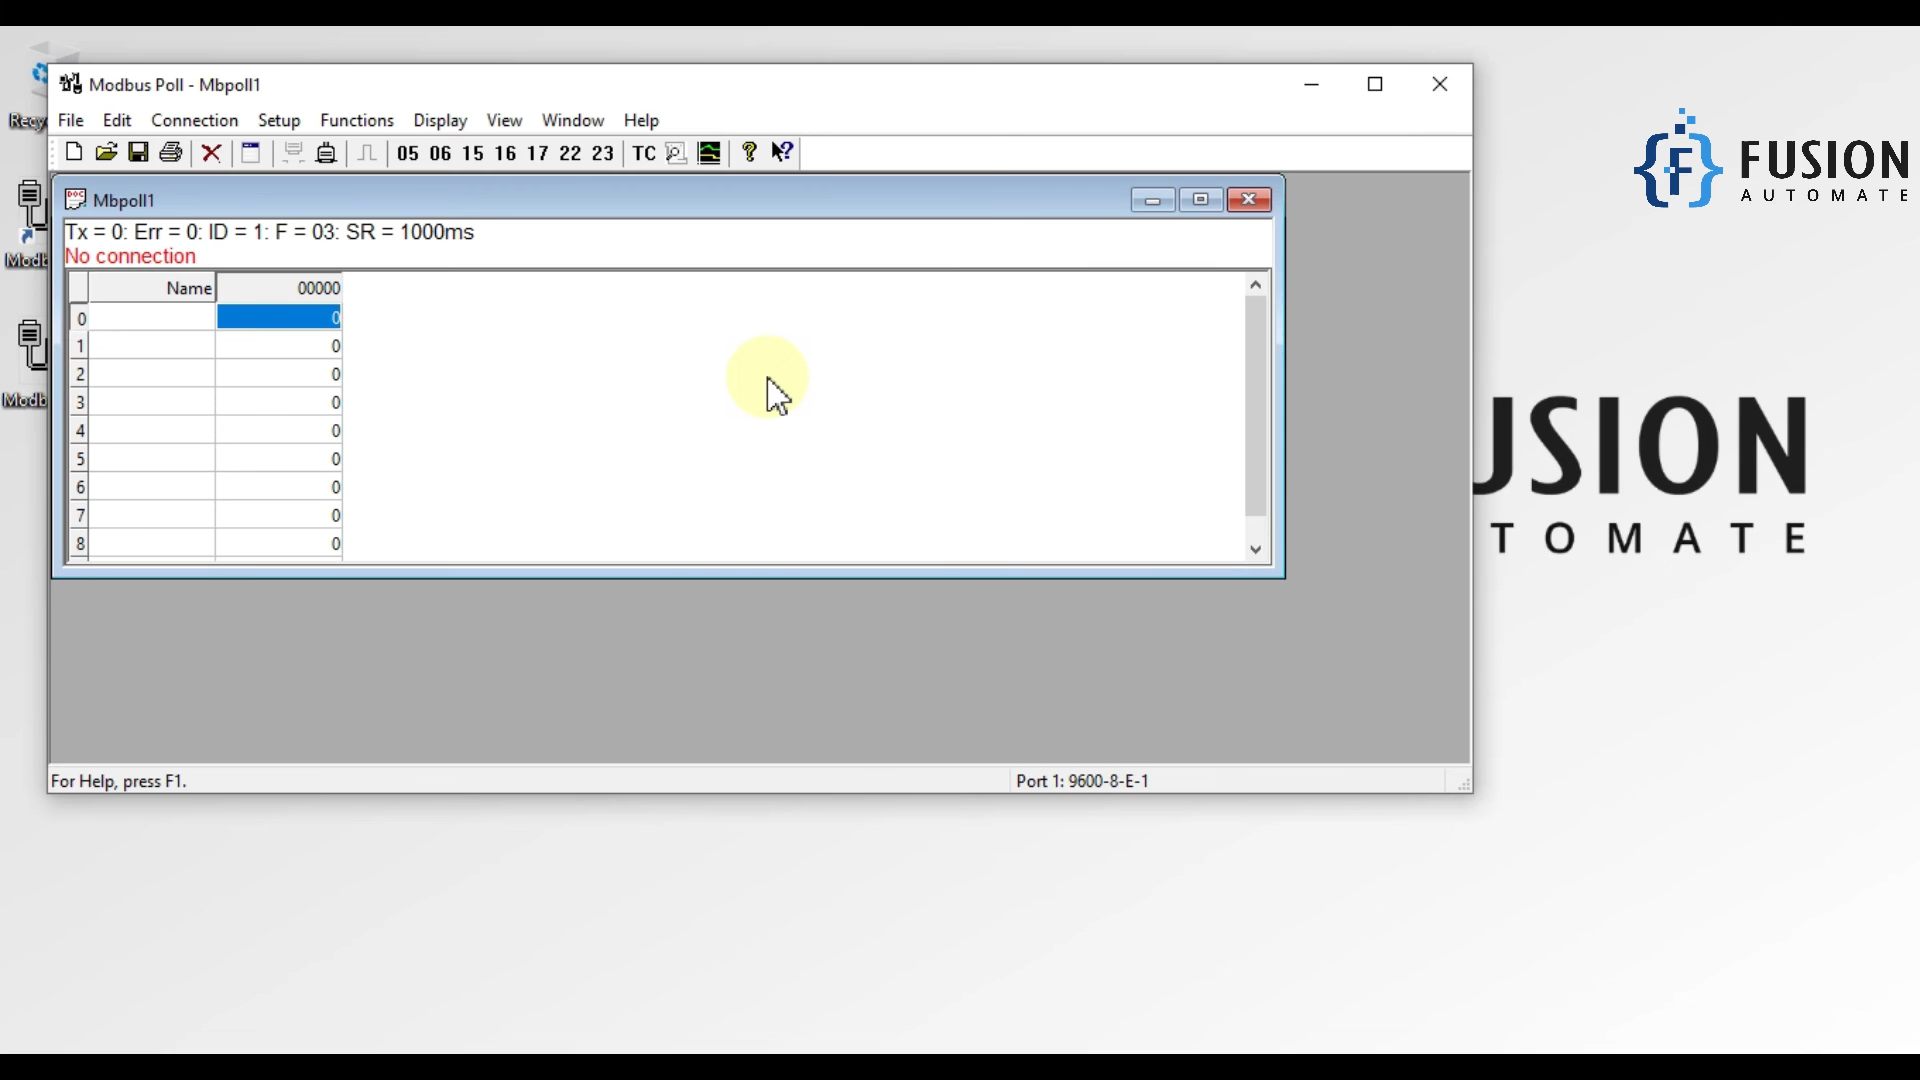 Modbus Poll - Mbpoll1
File Edit Connection Setup Functions Display View Window Help
05 06 15 16 17 22 23 TC
Mbpoll1
Tx = 0: Err = 0: ID = 1: F = 03: SR = 1000ms
No connection
Name 00000
0 0
1 0
2 0
3 0
4 0
5 0
6 0
7 0
8 0
For Help, press F1.
Port 1: 9600-8-E-1
Recy
Modb
Modb
FUSION
AUTOMATE
USION
TOMATE